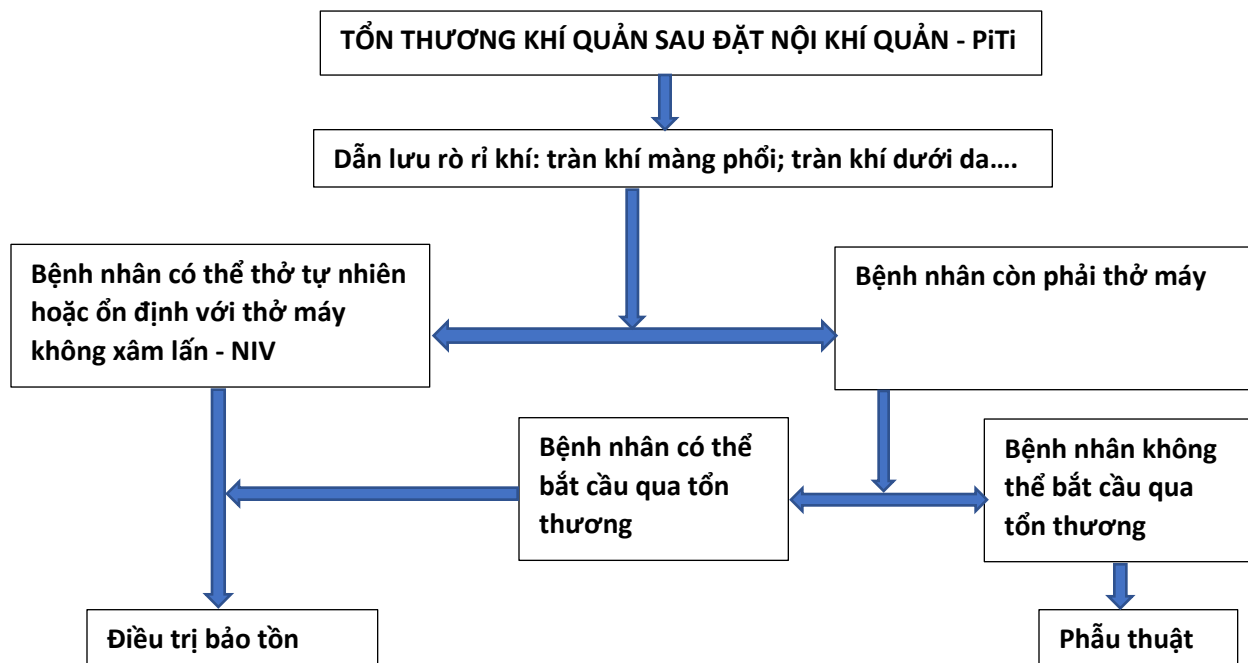 TỔN THƯƠNG KHÍ QUẢN SAU ĐẶT NỘI KHÍ QUẢN - PiTi
Dẫn lưu rò rỉ khí: tràn khí màng phổi; tràn khí dưới da....
Bệnh nhân có thể thở tự nhiên
hoặc ổn định với thở máy
không xâm lấn - NIV
Bệnh nhân còn phải thở máy
Bệnh nhân có thể
bắt cầu qua tổn
thương
Bệnh nhân không
thể bắt cầu qua
tổn thương
Điều trị bảo tồn
Phẫu thuật